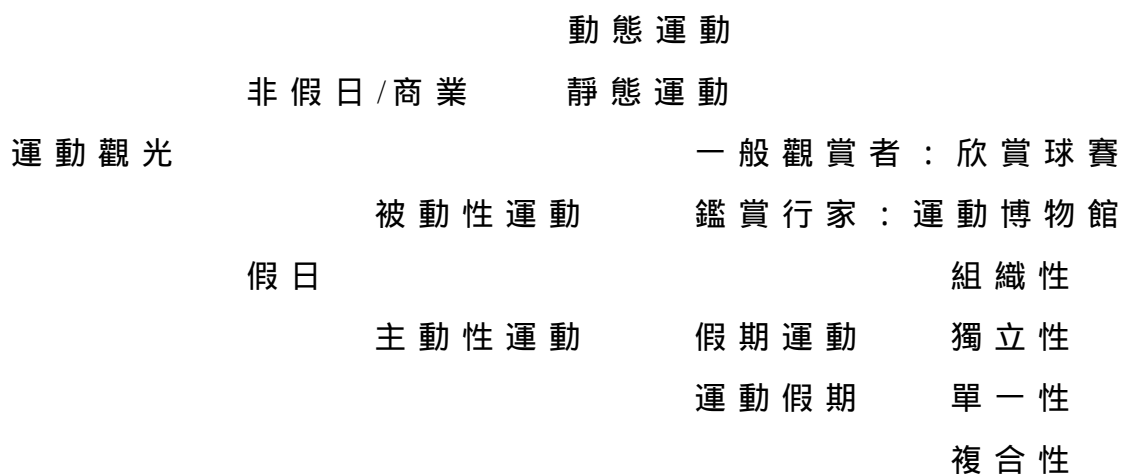 動態運動
非假日/商業 靜態運動
運動觀光 一般觀賞者：欣賞球賽
被動性運動 鑑賞行家：運動博物館
假日 組織性
主動性運動 假期運動 獨立性
運動假期 單一性
複合性